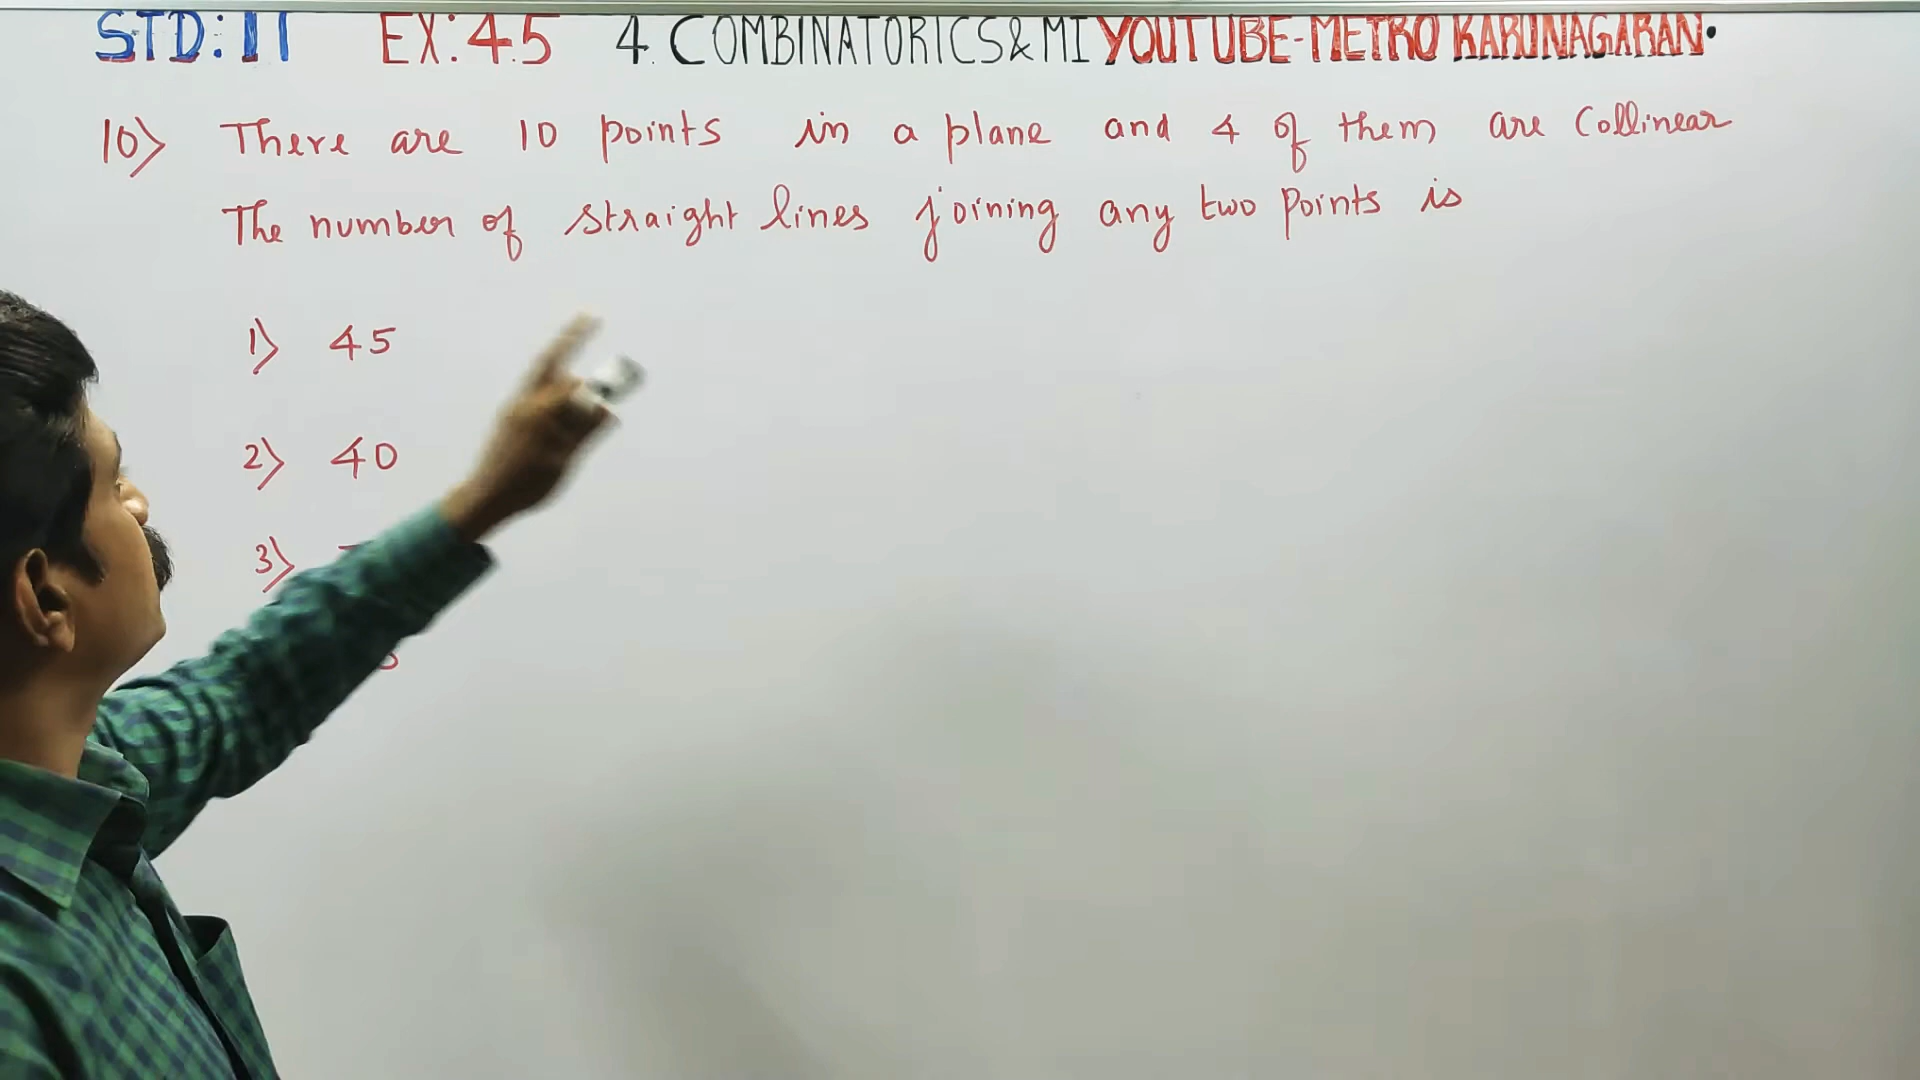 STD:11 EX:4.5 4. COMBINATORICS&MI YOUTUBE-METRO KARUNAGARAN.
10) There are 10 points in a plane and 4 of them are Collinear
The number of straight lines joining any two points is
1) 45
2) 40
3)